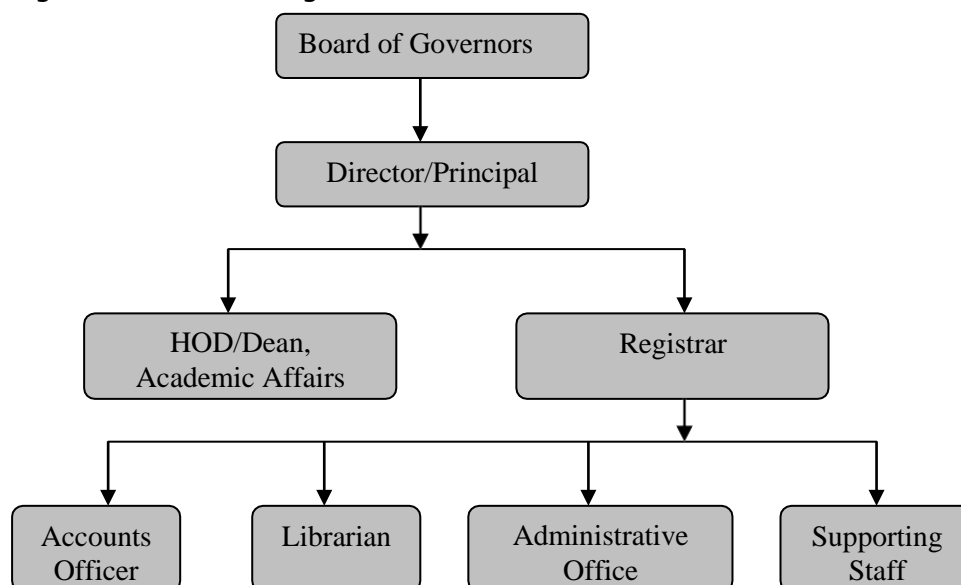 Board of Governors
Director/Principal
HOD/Dean,
Academic Affairs
Registrar
Accounts
Officer
Librarian
Administrative
Office
Supporting
Staff